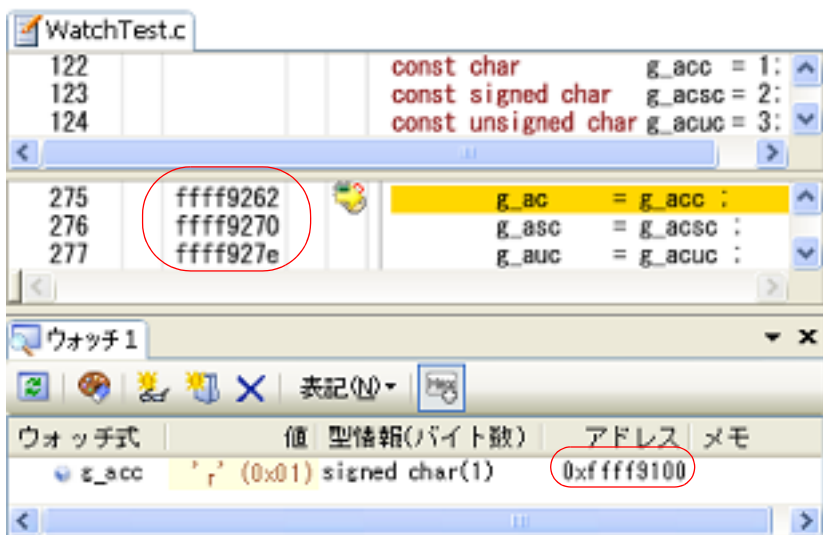 WatchTest.c
122 const char g_acc = 1;
123 const signed char g_acsc = 2;
124 const unsigned char g_acuc = 3;
275 ffff9262 g_ac = g_acc ;
276 ffff9270 g_asc = g_acsc ;
277 ffff927e g_auc = g_acuc ;
ウォッチ1
表記(N) Hex
ウォッチ式 値 型情報(バイト数) アドレス メモ
g_acc '┌' (0x01) signed char(1) 0xffff9100